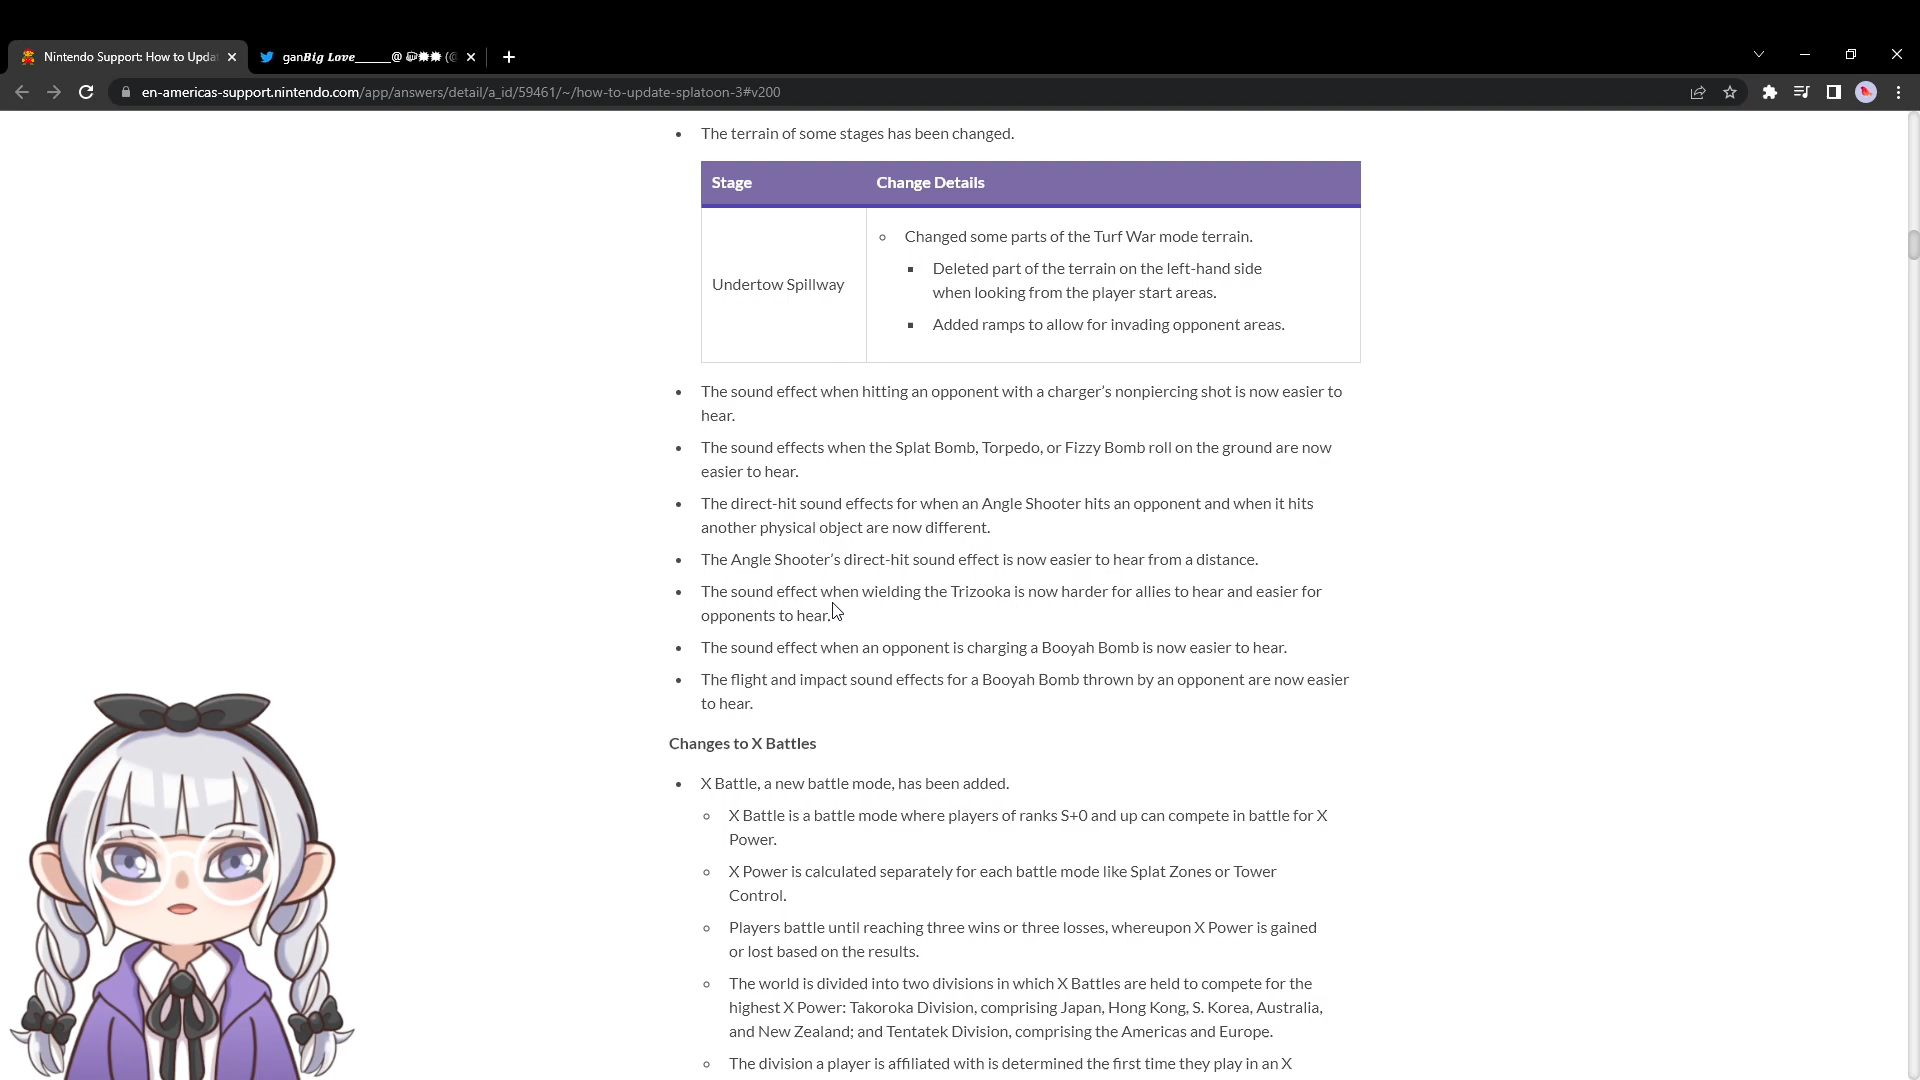 Nintendo Support: How to Upda
ganBig Love_____@
en-americas-support.nintendo.com/app/answers/detail/a_id/59461/~/how-to-update-splatoon-3#v200
• The terrain of some stages has been changed.
Stage Change Details
Undertow Spillway
◦ Changed some parts of the Turf War mode terrain.
▪ Deleted part of the terrain on the left-hand side
when looking from the player start areas.
▪ Added ramps to allow for invading opponent areas.
• The sound effect when hitting an opponent with a charger’s nonpiercing shot is now easier to
hear.
• The sound effects when the Splat Bomb, Torpedo, or Fizzy Bomb roll on the ground are now
easier to hear.
• The direct-hit sound effects for when an Angle Shooter hits an opponent and when it hits
another physical object are now different.
• The Angle Shooter’s direct-hit sound effect is now easier to hear from a distance.
• The sound effect when wielding the Trizooka is now harder for allies to hear and easier for
opponents to hear.
• The sound effect when an opponent is charging a Booyah Bomb is now easier to hear.
• The flight and impact sound effects for a Booyah Bomb thrown by an opponent are now easier
to hear.
Changes to X Battles
• X Battle, a new battle mode, has been added.
◦ X Battle is a battle mode where players of ranks S+0 and up can compete in battle for X
Power.
◦ X Power is calculated separately for each battle mode like Splat Zones or Tower
Control.
◦ Players battle until reaching three wins or three losses, whereupon X Power is gained
or lost based on the results.
◦ The world is divided into two divisions in which X Battles are held to compete for the
highest X Power: Takoroka Division, comprising Japan, Hong Kong, S. Korea, Australia,
and New Zealand; and Tentatek Division, comprising the Americas and Europe.
◦ The division a player is affiliated with is determined the first time they play in an X